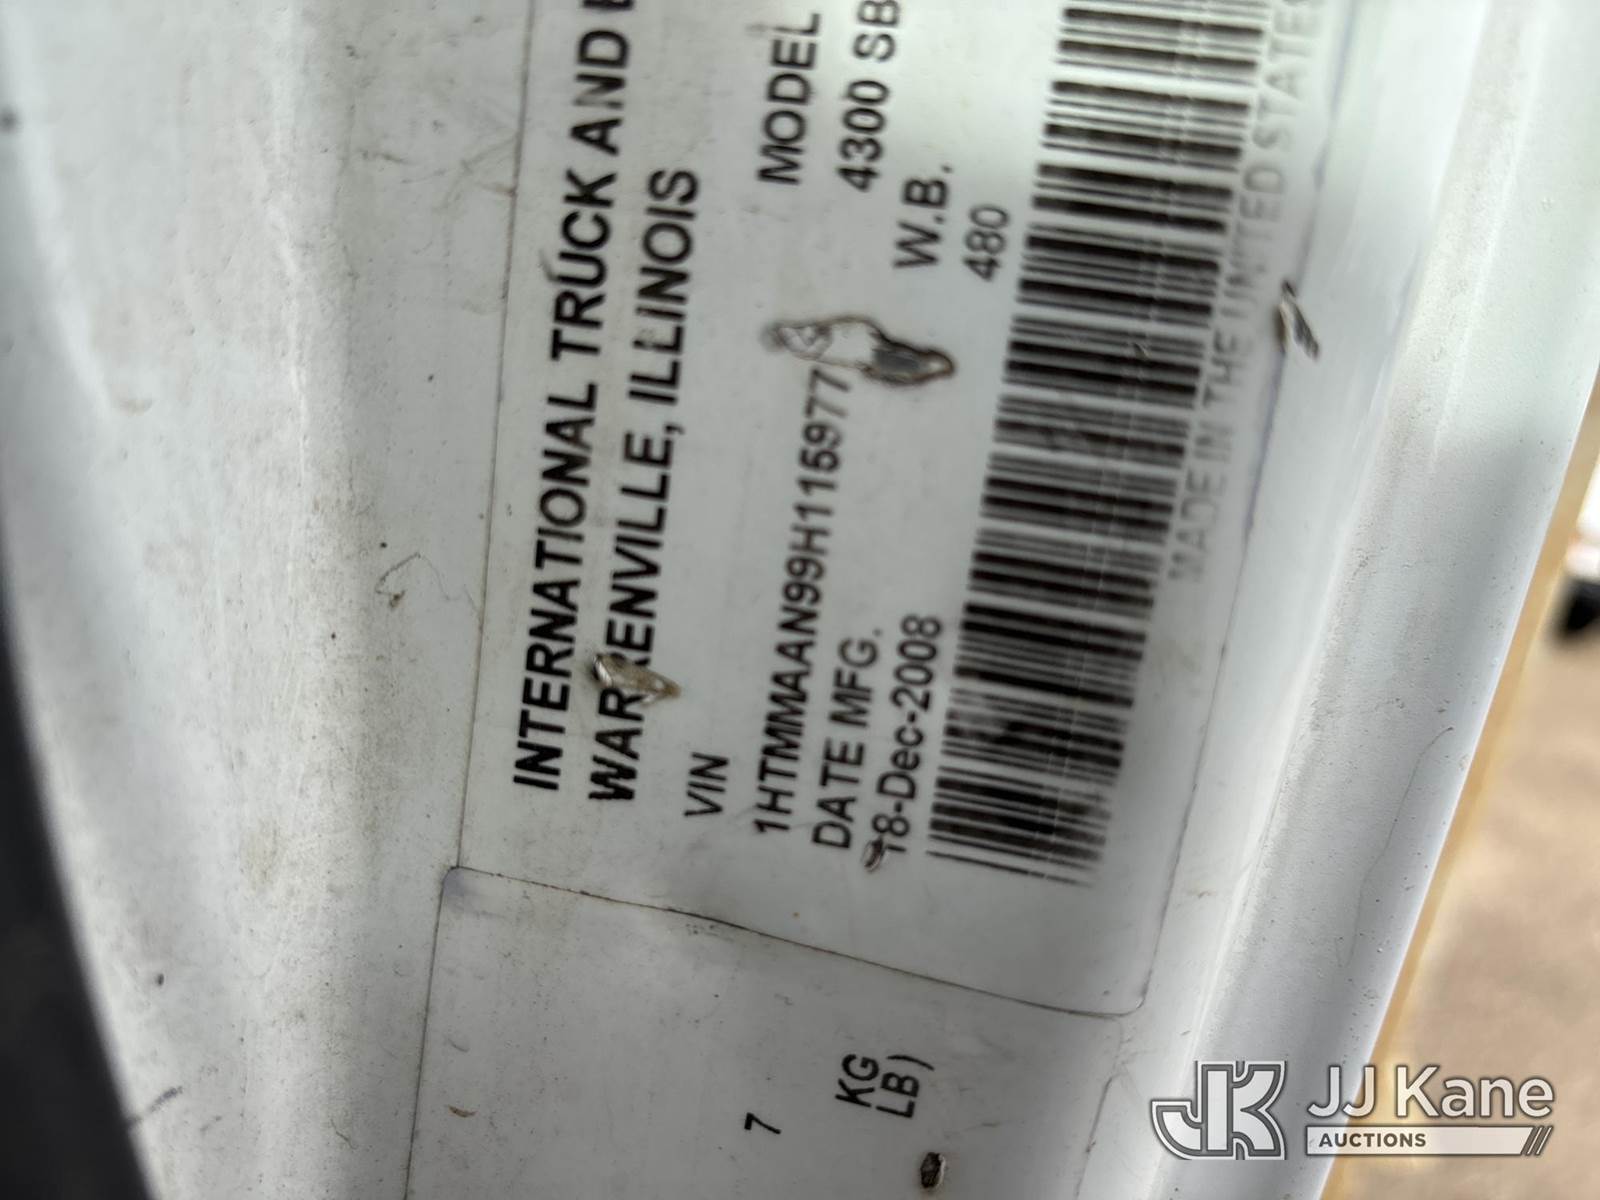 INTERNATIONAL TRUCK AND
WARRENVILLE, ILLINOIS
VIN MODEL
1HTMMAAN99H115977 4300 SB
DATE MFG. W.B.
18-Dec-2008 480
MADE IN THE UNITED STATES
7
KG
LB)
JK JJ Kane
AUCTIONS